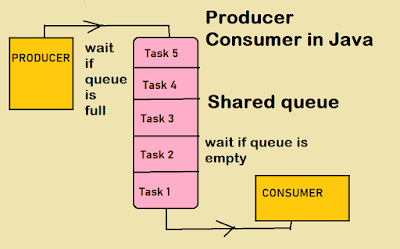 Producer
Consumer in Java
PRODUCER
wait
if
queue
is
full
Task 5
Task 4
Task 3
Task 2
Task 1
Shared queue
wait if queue is
empty
CONSUMER